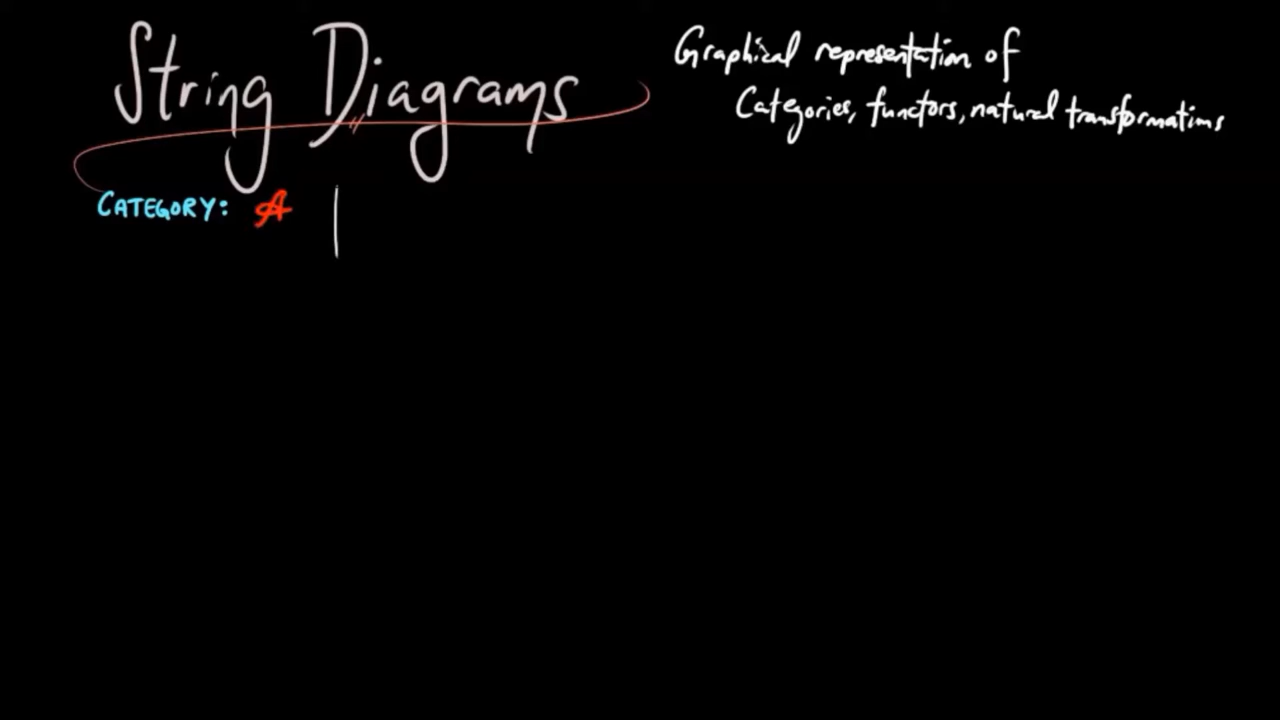 String Diagrams
Graphical representation of
Categories, functors, natural transformations
CATEGORY: A